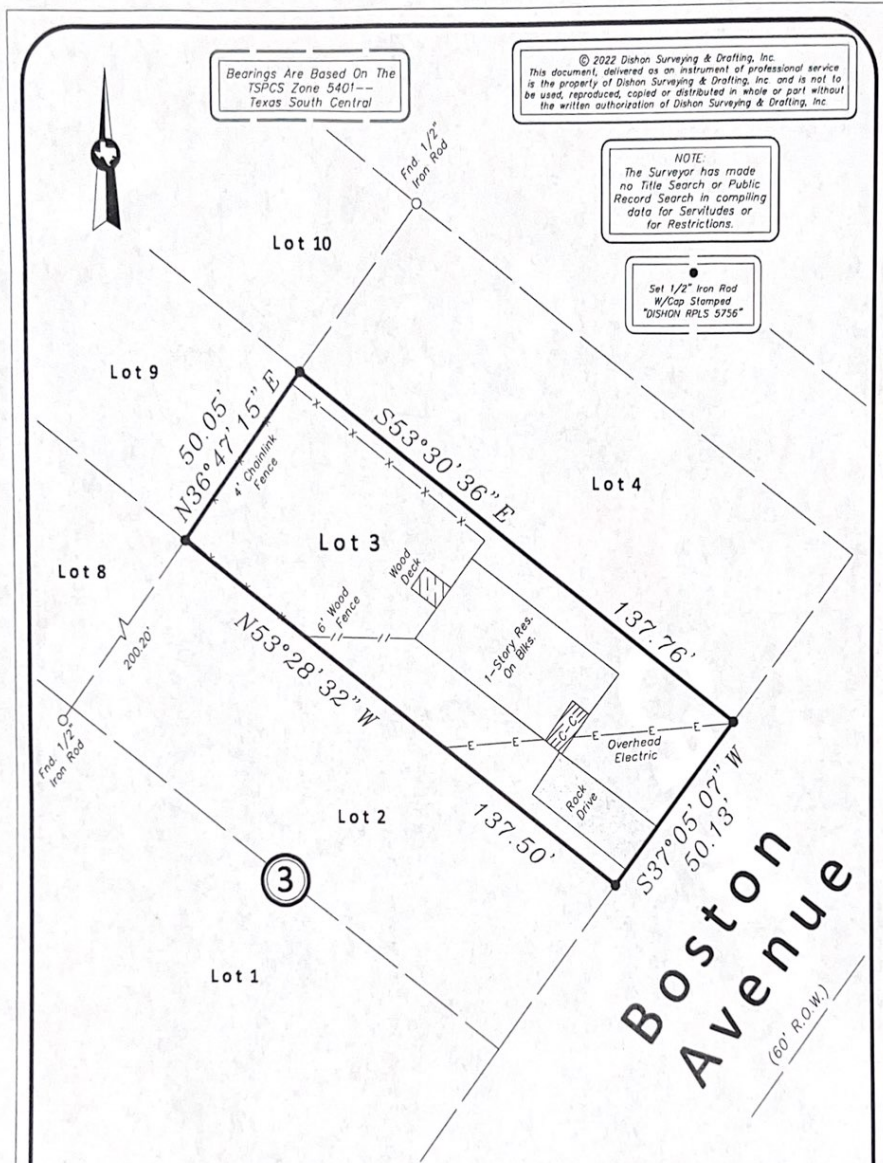 Bearings Are Based On The
TSPCS Zone 5401--
Texas South Central
© 2022 Dishon Surveying & Drafting, Inc.
This document, delivered as an instrument of professional service
is the property of Dishon Surveying & Drafting, Inc. and is not to
be used, reproduced, copied or distributed in whole or part without
the written authorization of Dishon Surveying & Drafting, Inc
NOTE:
The Surveyor has made
no Title Search or Public
Record Search in compiling
data for Servitudes or
for Restrictions.
Set 1/2" Iron Rod
W/Cap Stamped
"DISHON RPLS 5756"
Fnd. 1/2"
Iron Rod
Lot 10
Lot 9
50.05'
N36°47'15" E
4' Chainlink
Fence
S53°30'36" E
137.76'
Lot 4
Lot 3
Lot 8
Wood
Deck
6' Wood
Fence
1-Story Res.
On Blks.
200.20'
Fnd. 1/2"
Iron Rod
N53°28'32" W
137.50'
C-C
E E E E E
Overhead
Electric
Rock
Drive
S37°05'07" W
50.13'
Lot 2
3
Lot 1
Boston
Avenue
(60' R.O.W.)